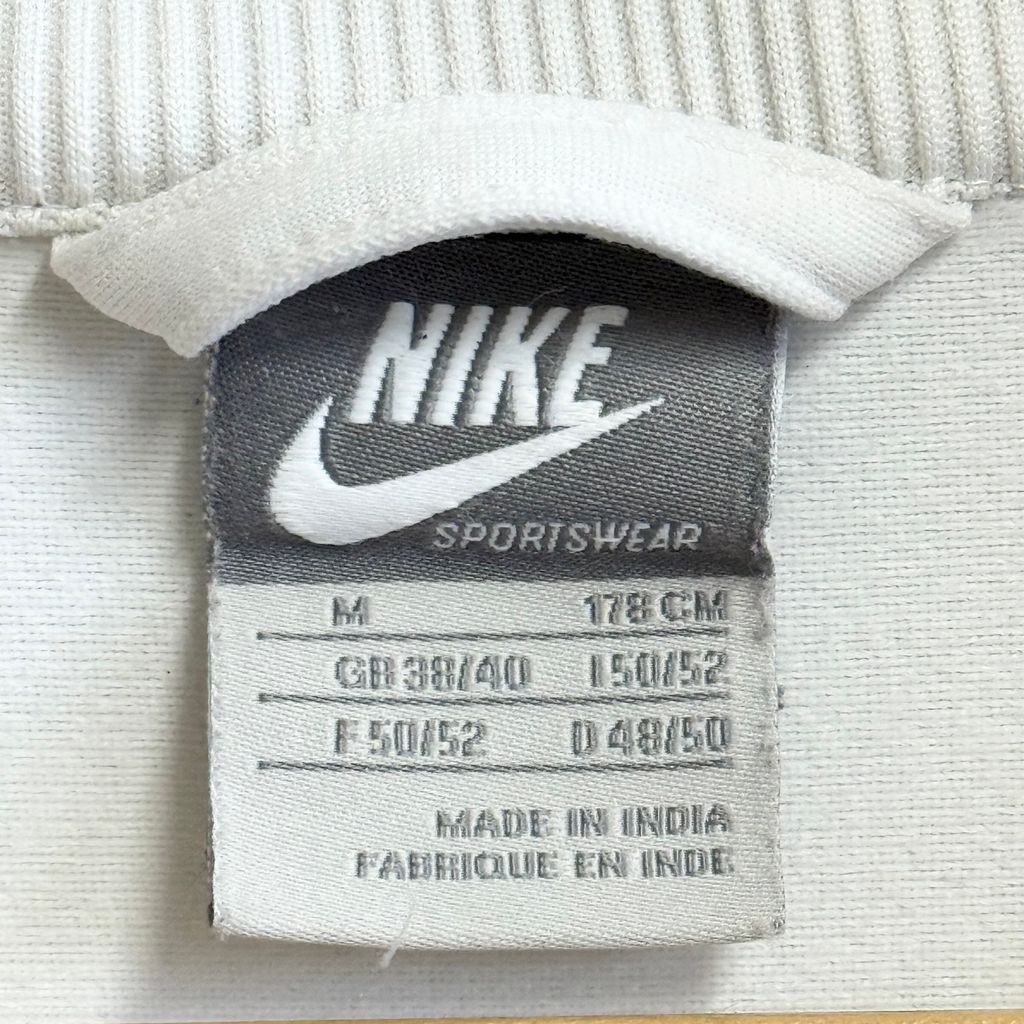 NIKE
SPORTSWEAR
M 178 CM
GB 38/40 I 50/52
F 50/52 D 48/50
MADE IN INDIA
FABRIQUE EN INDE